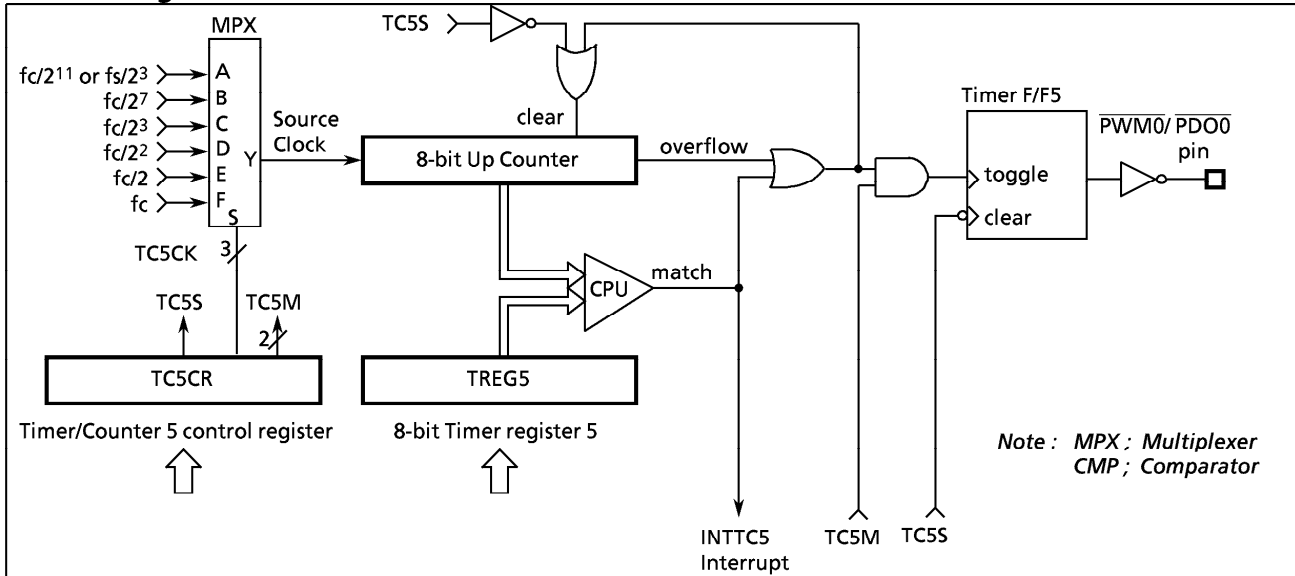 MPX
fc/2¹¹ or fs/2³
fc/2⁷
fc/2³
fc/2²
fc/2
fc
A
B
C
D
E
F
Y
S
Source
Clock
TC5CK
3
TC5S
TC5M
2
TC5CR
Timer/Counter 5 control register
TC5S
clear
8-bit Up Counter
overflow
CPU
match
TREG5
8-bit Timer register 5
INTTC5
Interrupt
TC5M
TC5S
Timer F/F5
toggle
clear
P̅W̅M̅0̅/ P̅D̅O̅0̅
pin
Note : MPX ; Multiplexer
CMP ; Comparator